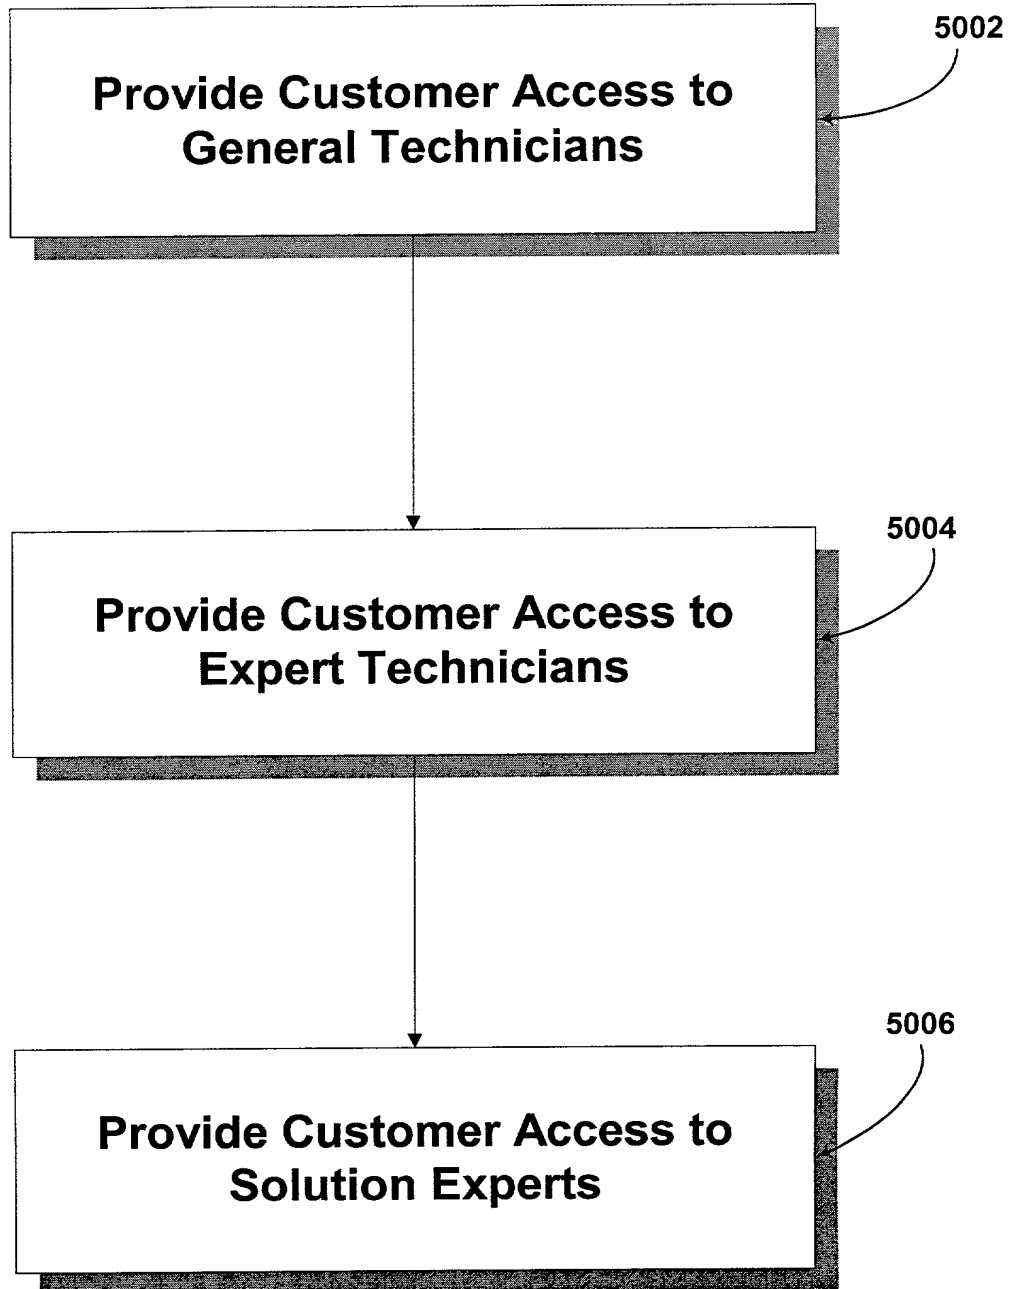 5002
Provide Customer Access to
General Technicians
5004
Provide Customer Access to
Expert Technicians
5006
Provide Customer Access to
Solution Experts